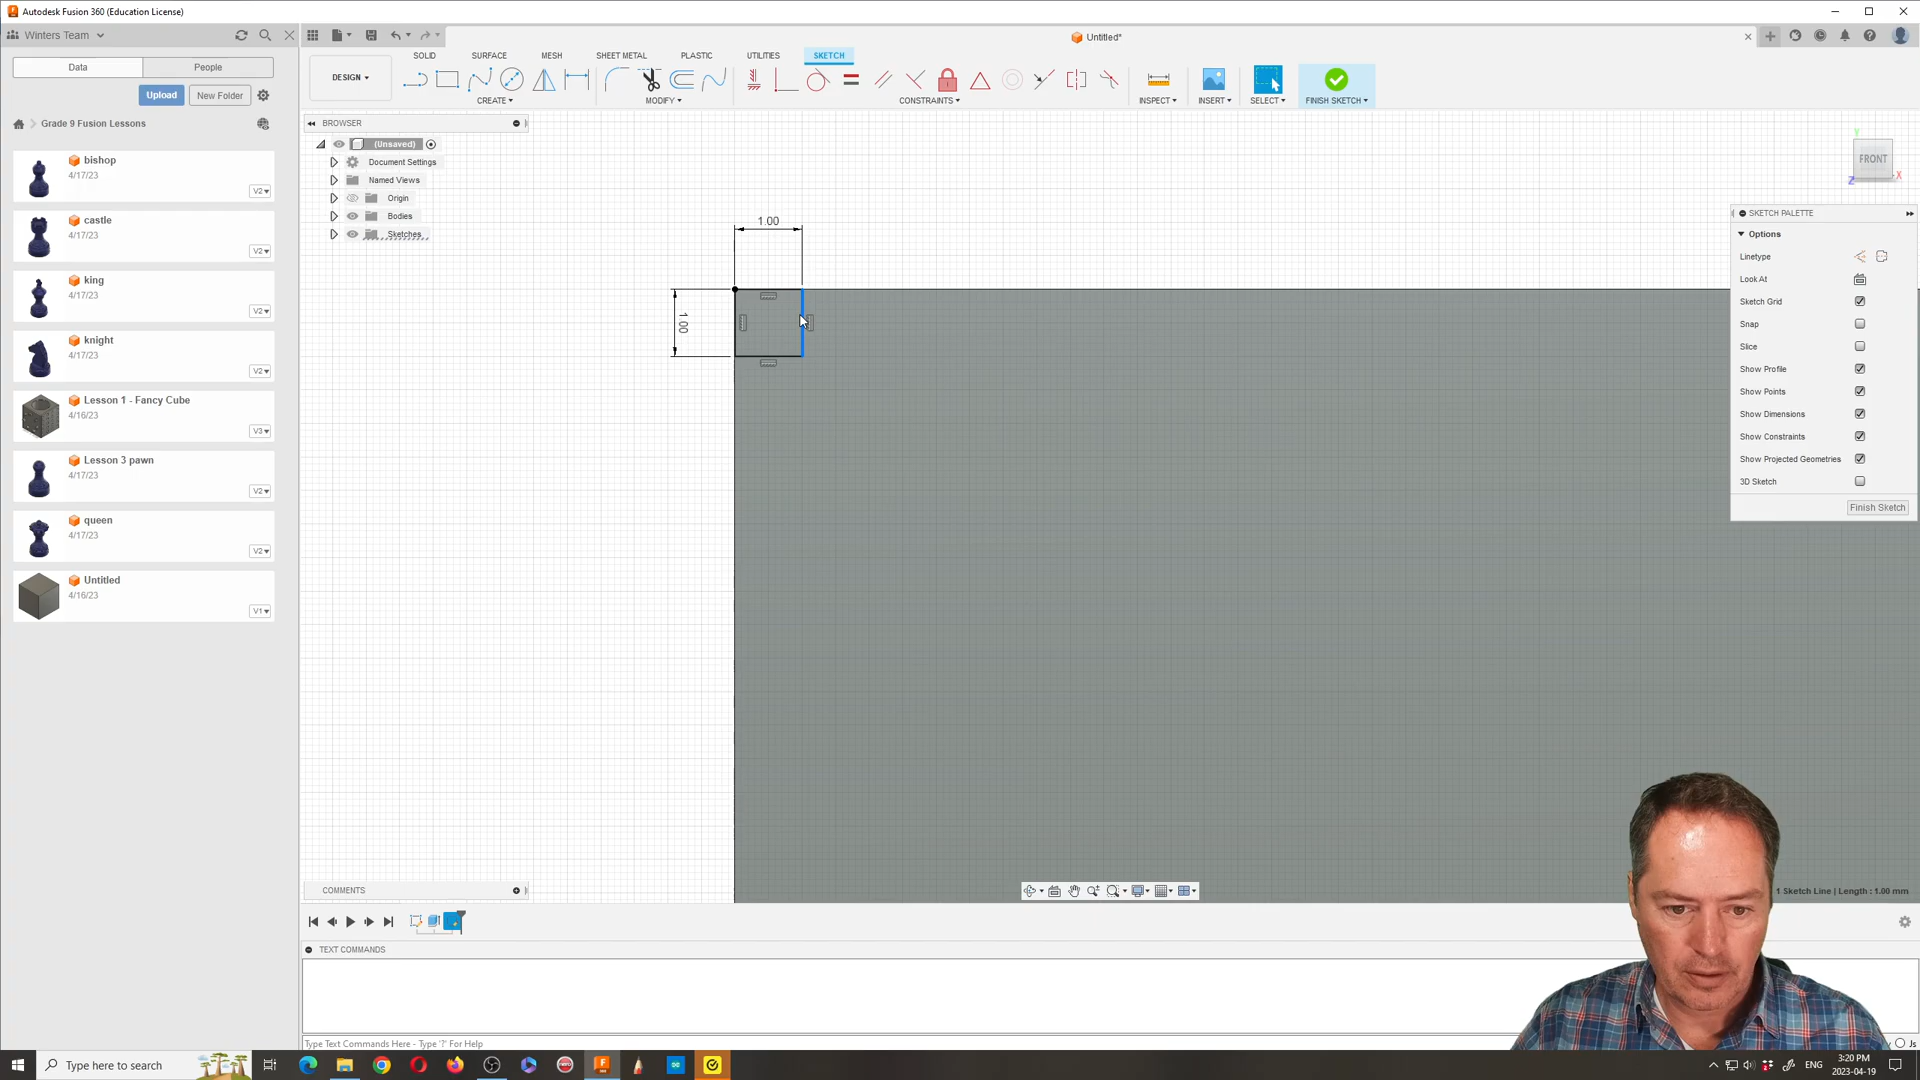 Autodesk Fusion 360 (Education License)
Winters Team
Untitled*
Data People
Upload New Folder
Grade 9 Fusion Lessons
bishop
4/17/23
V2
castle
4/17/23
V2
king
4/17/23
V2
knight
4/17/23
V2
Lesson 1 - Fancy Cube
4/16/23
V3
Lesson 3 pawn
4/17/23
V2
queen
4/17/23
V2
Untitled
4/16/23
V1
DESIGN
SOLID SURFACE MESH SHEET METAL PLASTIC UTILITIES SKETCH
CREATE MODIFY CONSTRAINTS INSPECT INSERT SELECT FINISH SKETCH
BROWSER
(Unsaved)
Document Settings
Named Views
Origin
Bodies
Sketches
1.00
1.00
Y
FRONT
X
Z
SKETCH PALETTE
Options
Linetype
Look At
Sketch Grid
Snap
Slice
Show Profile
Show Points
Show Dimensions
Show Constraints
Show Projected Geometries
3D Sketch
Finish Sketch
COMMENTS
1 Sketch Line | Length : 1.00 mm
TEXT COMMANDS
Type Text Commands Here - Type '?' For Help
Js
Type here to search
ENG
3:20 PM
2023-04-19